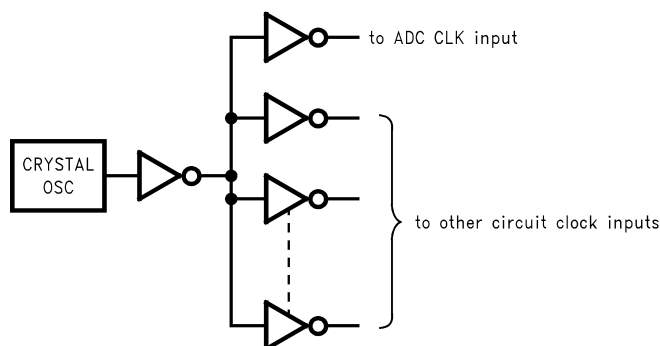 to ADC CLK input
CRYSTAL
OSC
to other circuit clock inputs